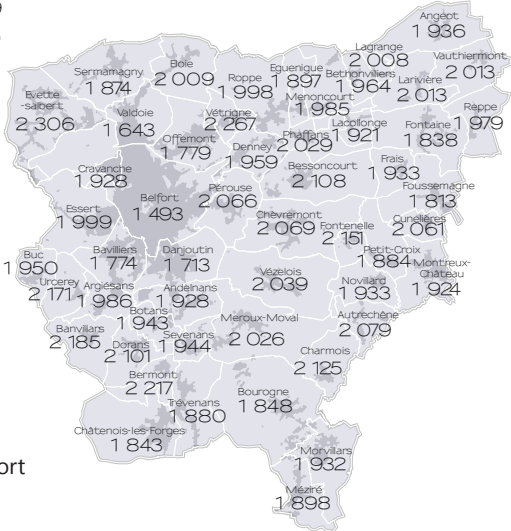 Angeot
1 936
Lagrange
2 008
Vauthiermont
2 013
Bethonvilliers
1 964
Larivière
2 013
Eguenigue
1 897
Menoncourt
1 985
Roppe
1 998
Boie
2 009
Sermamagny
1 874
Evette
-salbert
2 306
Valdoie
1 643
Vétrigne
2 267
Offemont
1 779
Denney
1 959
Phaffans
2 029
Lacollonge
1 921
Fontaine
1 838
Reppe
1 979
Frais
1 933
Bessoncourt
2 108
Foussemagne
1 813
Cunélières
2 061
Cravanche
1 928
Belfort
1 493
Pérouse
2 066
Essert
1 999
Chèvremont
2 069
Fontenelle
2 151
Petit-Croix
1 884
Montreux-
Château
1 924
Buc
1 950
Bavilliers
1 774
Danjoutin
1 713
Vézelois
2 039
Novillard
1 933
Urcerey
2 171
Argiésans
1 986
Andelnans
1 928
Botans
1 943
Autrechêne
2 079
Banvillars
2 185
Dorans
2 101
Sevenans
1 944
Meroux-Moval
2 026
Charmois
2 125
Bermont
2 217
Trévenans
1 880
Bourogne
1 848
Châtenois-les-Forges
1 843
ort
Morvillars
1 932
Méziré
1 898